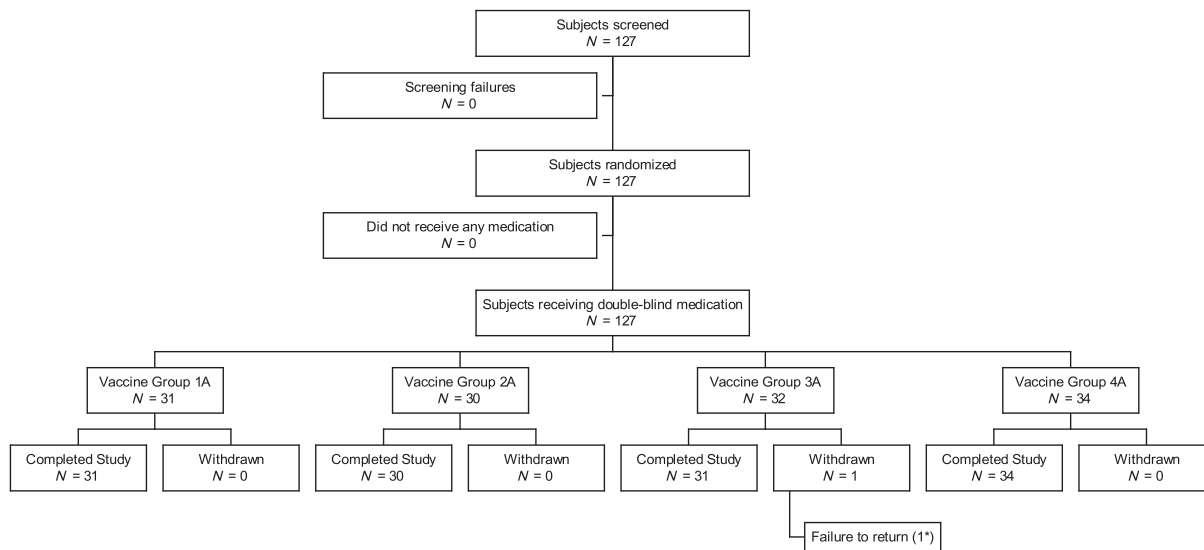 Subjects screened
N = 127
Screening failures
N = 0
Subjects randomized
N = 127
Did not receive any medication
N = 0
Subjects receiving double-blind medication
N = 127
Vaccine Group 1A
N = 31
Vaccine Group 2A
N = 30
Vaccine Group 3A
N = 32
Vaccine Group 4A
N = 34
Completed Study
N = 31
Withdrawn
N = 0
Completed Study
N = 30
Withdrawn
N = 0
Completed Study
N = 31
Withdrawn
N = 1
Completed Study
N = 34
Withdrawn
N = 0
Failure to return (1*)